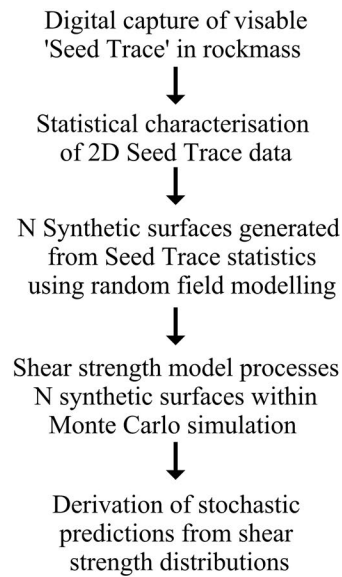 Digital capture of visable
'Seed Trace' in rockmass
Statistical characterisation
of 2D Seed Trace data
N Synthetic surfaces generated
from Seed Trace statistics
using random field modelling
Shear strength model processes
N synthetic surfaces within
Monte Carlo simulation
Derivation of stochastic
predictions from shear
strength distributions